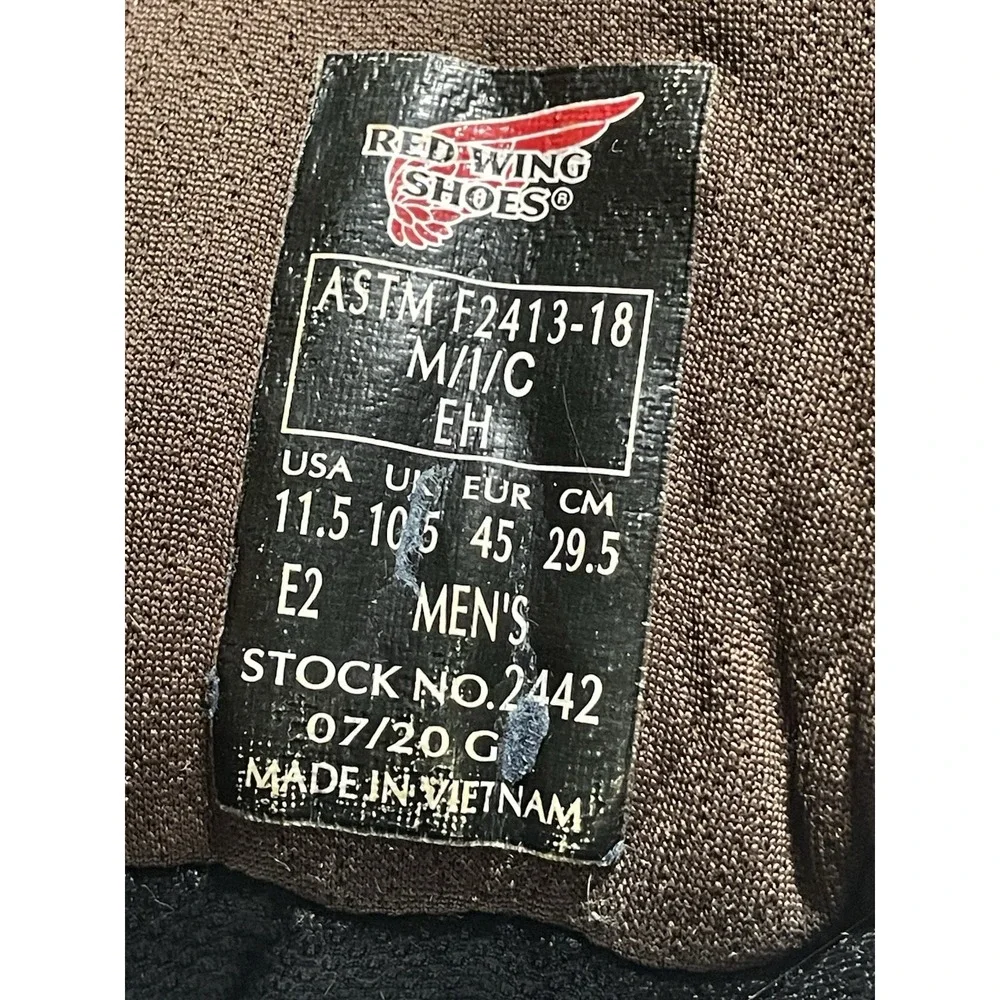 RED WING
SHOES®
ASTM F2413-18
M/I/C
EH
USA UK EUR CM
11.5 10.5 45 29.5
E2 MEN'S
STOCK NO. 2442
07/20 G
MADE IN VIETNAM